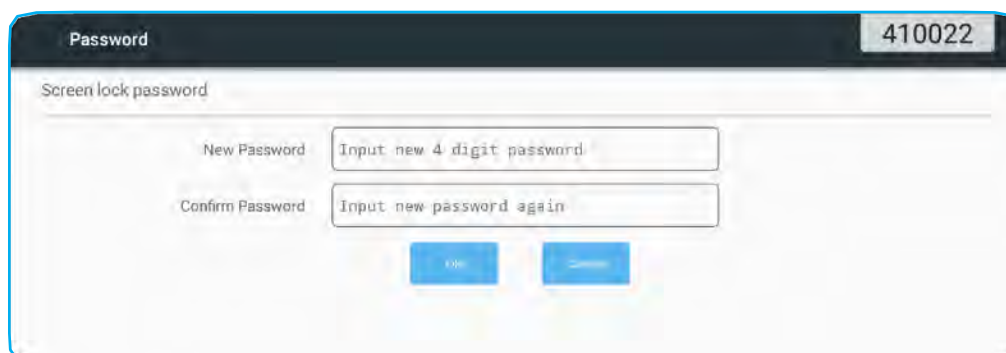 Password
410022
Screen lock password
New Password
Input new 4 digit password
Confirm Password
Input new password again